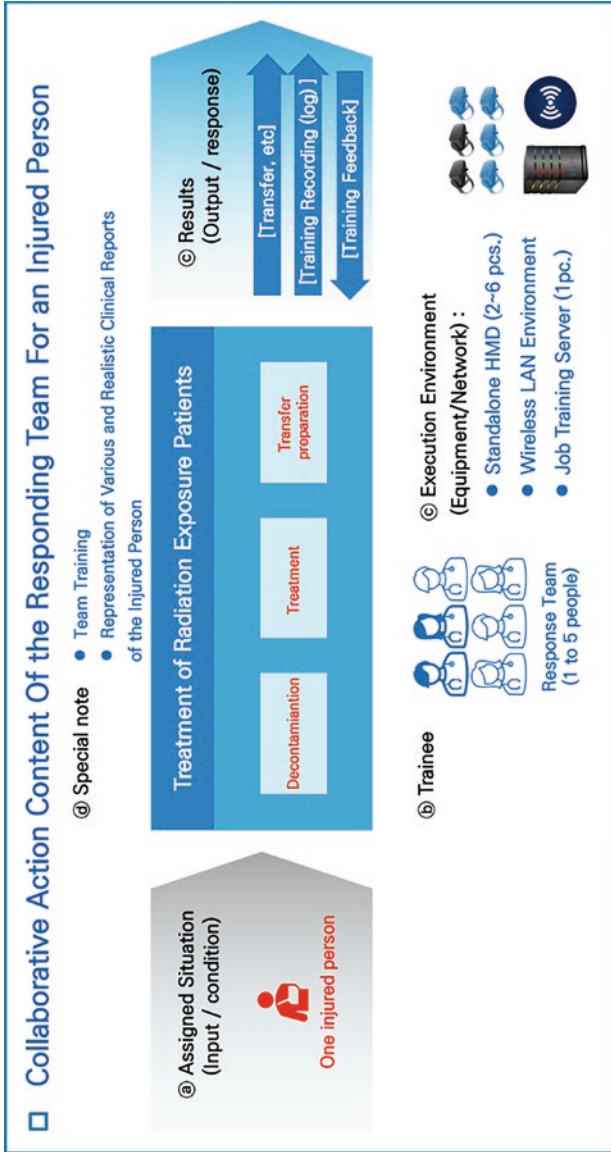 Collaborative Action Content Of the Responding Team For an Injured Person
ⓓ Special note
● Team Training
● Representation of Various and Realistic Clinical Reports
of the Injured Person
ⓐ Assigned Situation
(Input / condition)
One injured person
Treatment of Radiation Exposure Patients
Decontamiantion
Treatment
Transfer
preparation
ⓒ Results
(Output / response)
[Transfer, etc]
[Training Recording (log) ]
[Training Feedback]
ⓑ Trainee
Response Team
(1 to 5 people)
ⓒ Execution Environment
(Equipment/Network) :
● Standalone HMD (2~6 pcs.)
● Wireless LAN Environment
● Job Training Server (1pc.)